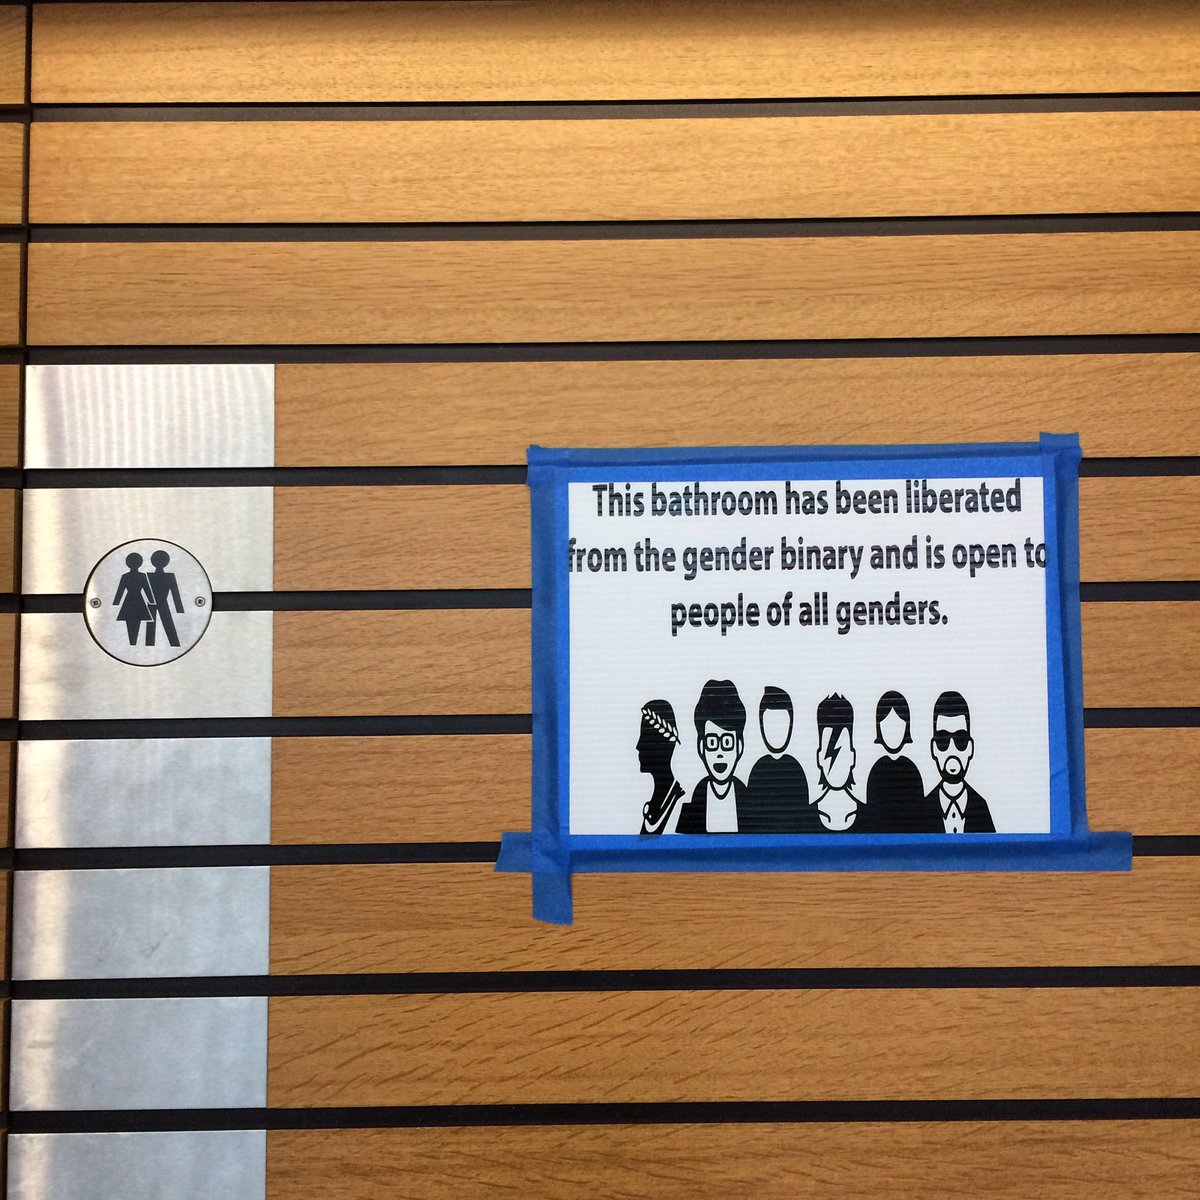 This bathroom has been liberated
from the gender binary and is open to
people of all genders.